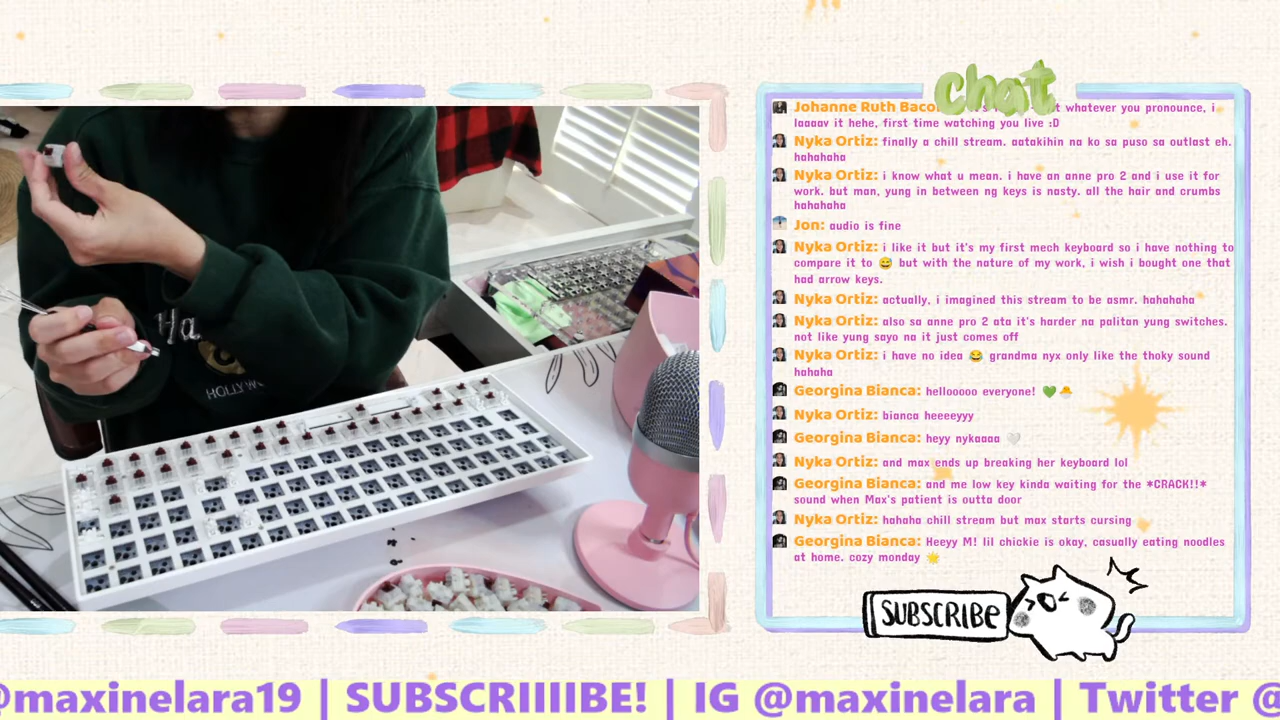 chat
Johanne Ruth Baco
t whatever you pronounce, i
laaaav it hehe, first time watching you live :D
Nyka Ortiz: finally a chill stream. aatakihin na ko sa puso sa outlast eh.
hahahaha
Nyka Ortiz: i know what u mean. i have an anne pro 2 and i use it for
work. but man, yung in between ng keys is nasty. all the hair and crumbs
hahahaha
Jon: audio is fine
Nyka Ortiz: i like it but it's my first mech keyboard so i have nothing to
compare it to 😅 but with the nature of my work, i wish i bought one that
had arrow keys.
Nyka Ortiz: actually, i imagined this stream to be asmr. hahahaha
Nyka Ortiz: also sa anne pro 2 ata it's harder na palitan yung switches.
not like yung sayo na it just comes off
Nyka Ortiz: i have no idea 😂 grandma nyx only like the thoky sound
hahaha
Georgina Bianca: hellooooo everyone! 💚🐣
Nyka Ortiz: bianca heeeeyyy
Georgina Bianca: heyy nykaaaa 🤍
Nyka Ortiz: and max ends up breaking her keyboard lol
Georgina Bianca: and me low key kinda waiting for the *CRACK!!*
sound when Max's patient is outta door
Nyka Ortiz: hahaha chill stream but max starts cursing
Georgina Bianca: Heeyy M! lil chickie is okay, casually eating noodles
at home. cozy monday 🌟
SUBSCRIBE
Ha
@maxinelara19 | SUBSCRIIIIBE! | IG @maxinelara | Twitter @